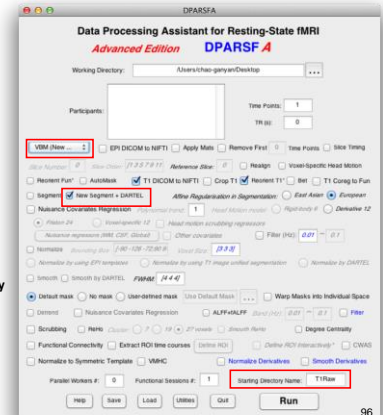 DPARSFA
Data Processing Assistant for Resting-State fMRI
Advanced Edition DPARSF A
Working Directory: /Users/chao-ganyan/Desktop ...
Participants:
Time Points: 1
TR (s): 0
VBM (New ... EPI DICOM to NIFTI Apply Mats Remove First 0 Time Points Slice Timing
Slice Number: 0 Slice Order: [1 3 5 7 9 11 Reference Slice: 0 Realign Voxel-Specific Head Motion
Reorient Fun* AutoMask T1 DICOM to NIFTI Crop T1 Reorient T1* Bet T1 Coreg to Fun
Segment New Segment + DARTEL Affine Regularisation in Segmentation: East Asian European
Nuisance Covariates Regression Polynomial trend: 1 Head Motion model: Rigid-body 6 Derivative 12
Friston 24 Voxel-specific 12 Head motion scrubbing regressors
Nuisance regressors (WM, CSF, Global) Other covariates Filter (Hz): 0.01 ~ 0.1
Normalize Bounding Box: [-90 -126 -72;90 9 Voxel Size: [3 3 3]
Normalize by using EPI templates Normalize by using T1 image unified segmentation Normalize by DARTEL
Smooth Smooth by DARTEL FWHM: [4 4 4]
y
Default mask No mask User-defined mask Use Default Mask ... Warp Masks into Individual Space
Detrend Nuisance Covariates Regression ALFF+fALFF Band (Hz): 0.01 ~ 0.1 Filter
Scrubbing ReHo Cluster: 7 19 27 voxels Smooth ReHo Degree Centrality
Functional Connectivity Extract ROI time courses Define ROI Define ROI Interactively* CWAS
Normalize to Symmetric Template VMHC Normalize Derivatives Smooth Derivatives
Parallel Workers #: 0 Functional Sessions #: 1 Starting Directory Name: T1Raw
Help Save Load Utilities Quit Run
96